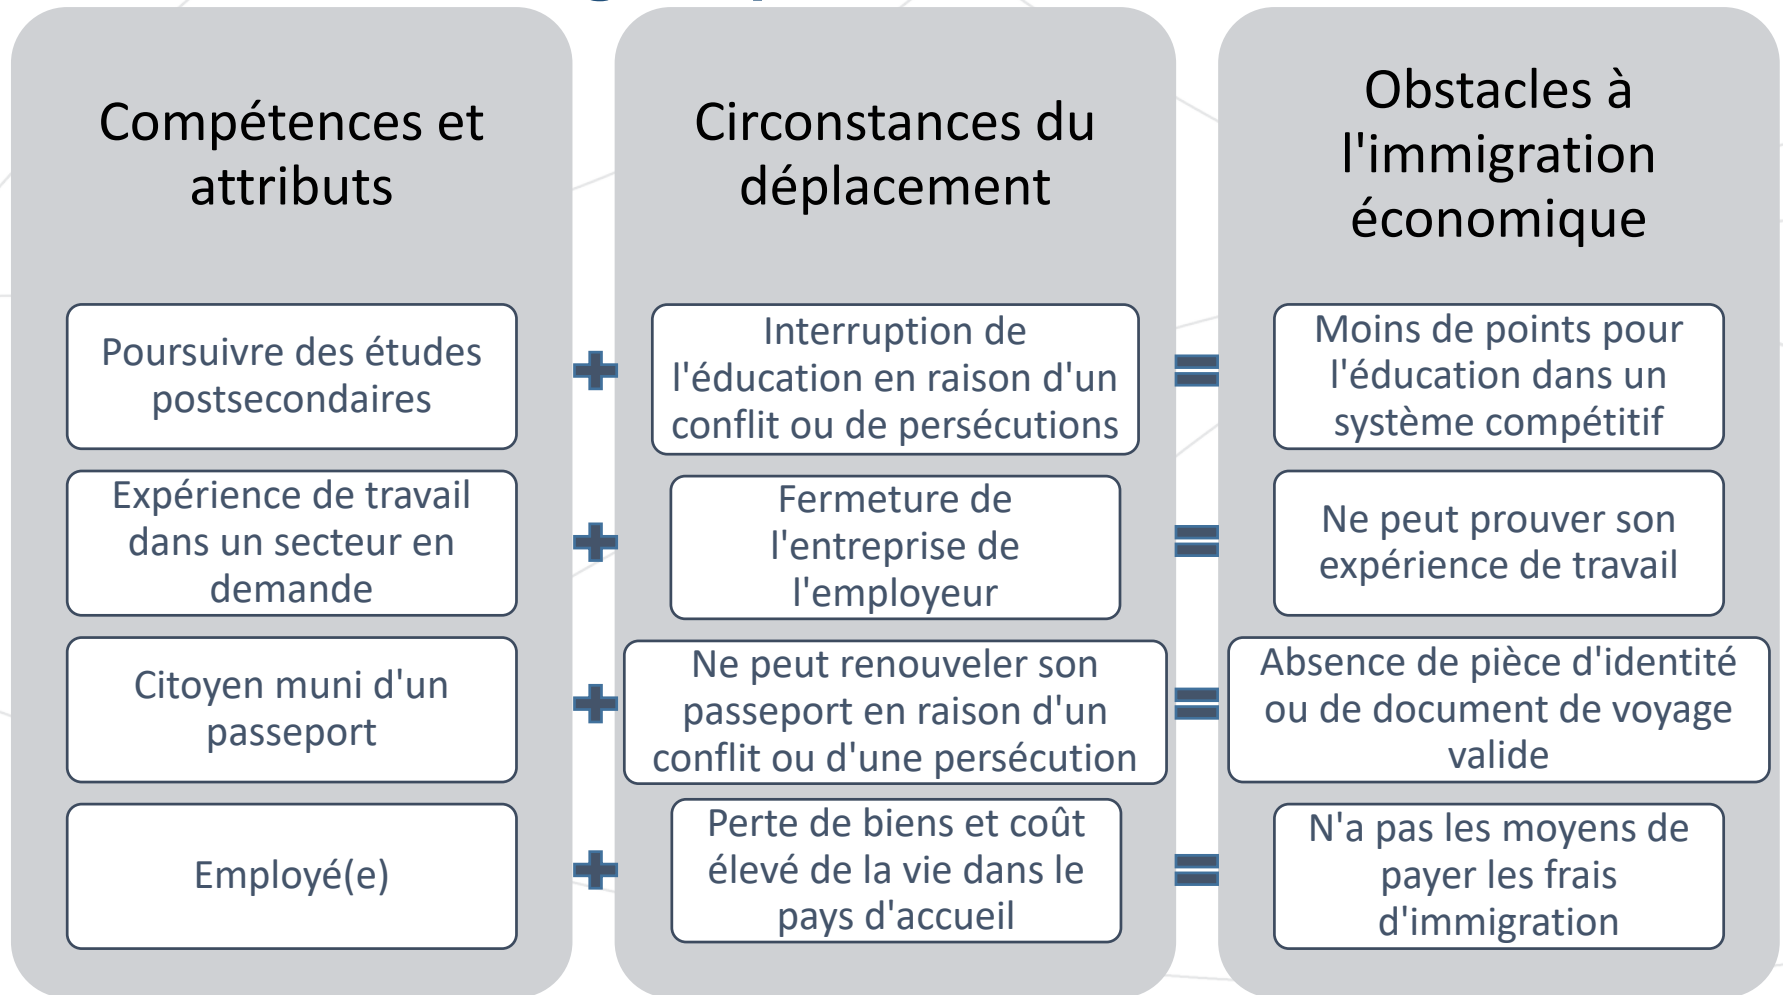 Compétences et
attributs
Circonstances du
déplacement
Obstacles à
l'immigration
économique
Poursuivre des études
postsecondaires
Interruption de
l'éducation en raison d'un
conflit ou de persécutions
Moins de points pour
l'éducation dans un
système compétitif
Expérience de travail
dans un secteur en
demande
Fermeture de
l'entreprise de
l'employeur
Ne peut prouver son
expérience de travail
Citoyen muni d'un
passeport
Ne peut renouveler son
passeport en raison d'un
conflit ou d'une persécution
Absence de pièce d'identité
ou de document de voyage
valide
Employé(e)
Perte de biens et coût
élevé de la vie dans le
pays d'accueil
N'a pas les moyens de
payer les frais
d'immigration